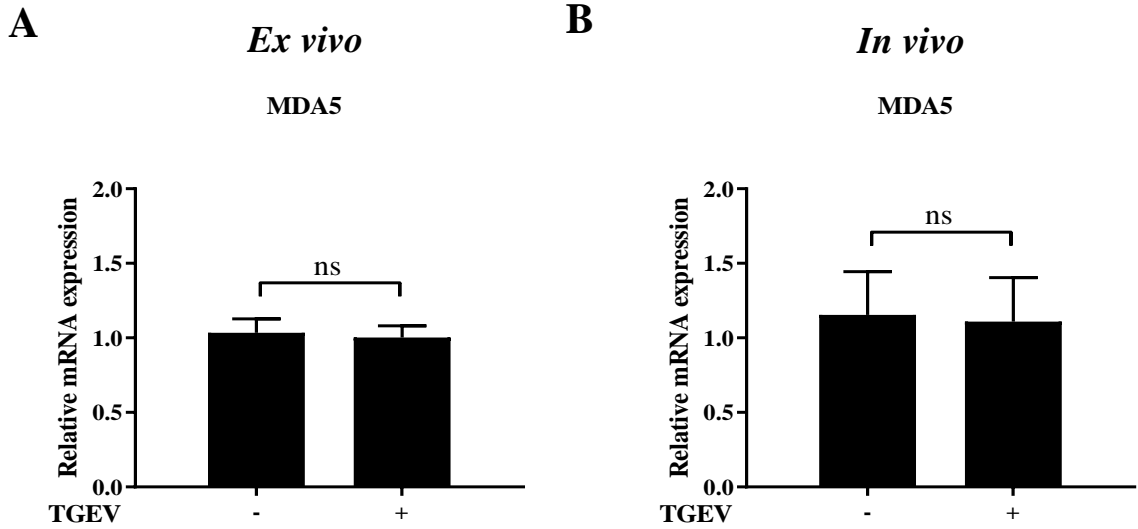 A
Ex vivo
MDA5
Relative mRNA expression
2.0
1.5
1.0
0.5
0.0
ns
TGEV - +
B
In vivo
MDA5
Relative mRNA expression
2.0
1.5
1.0
0.5
0.0
ns
TGEV - +